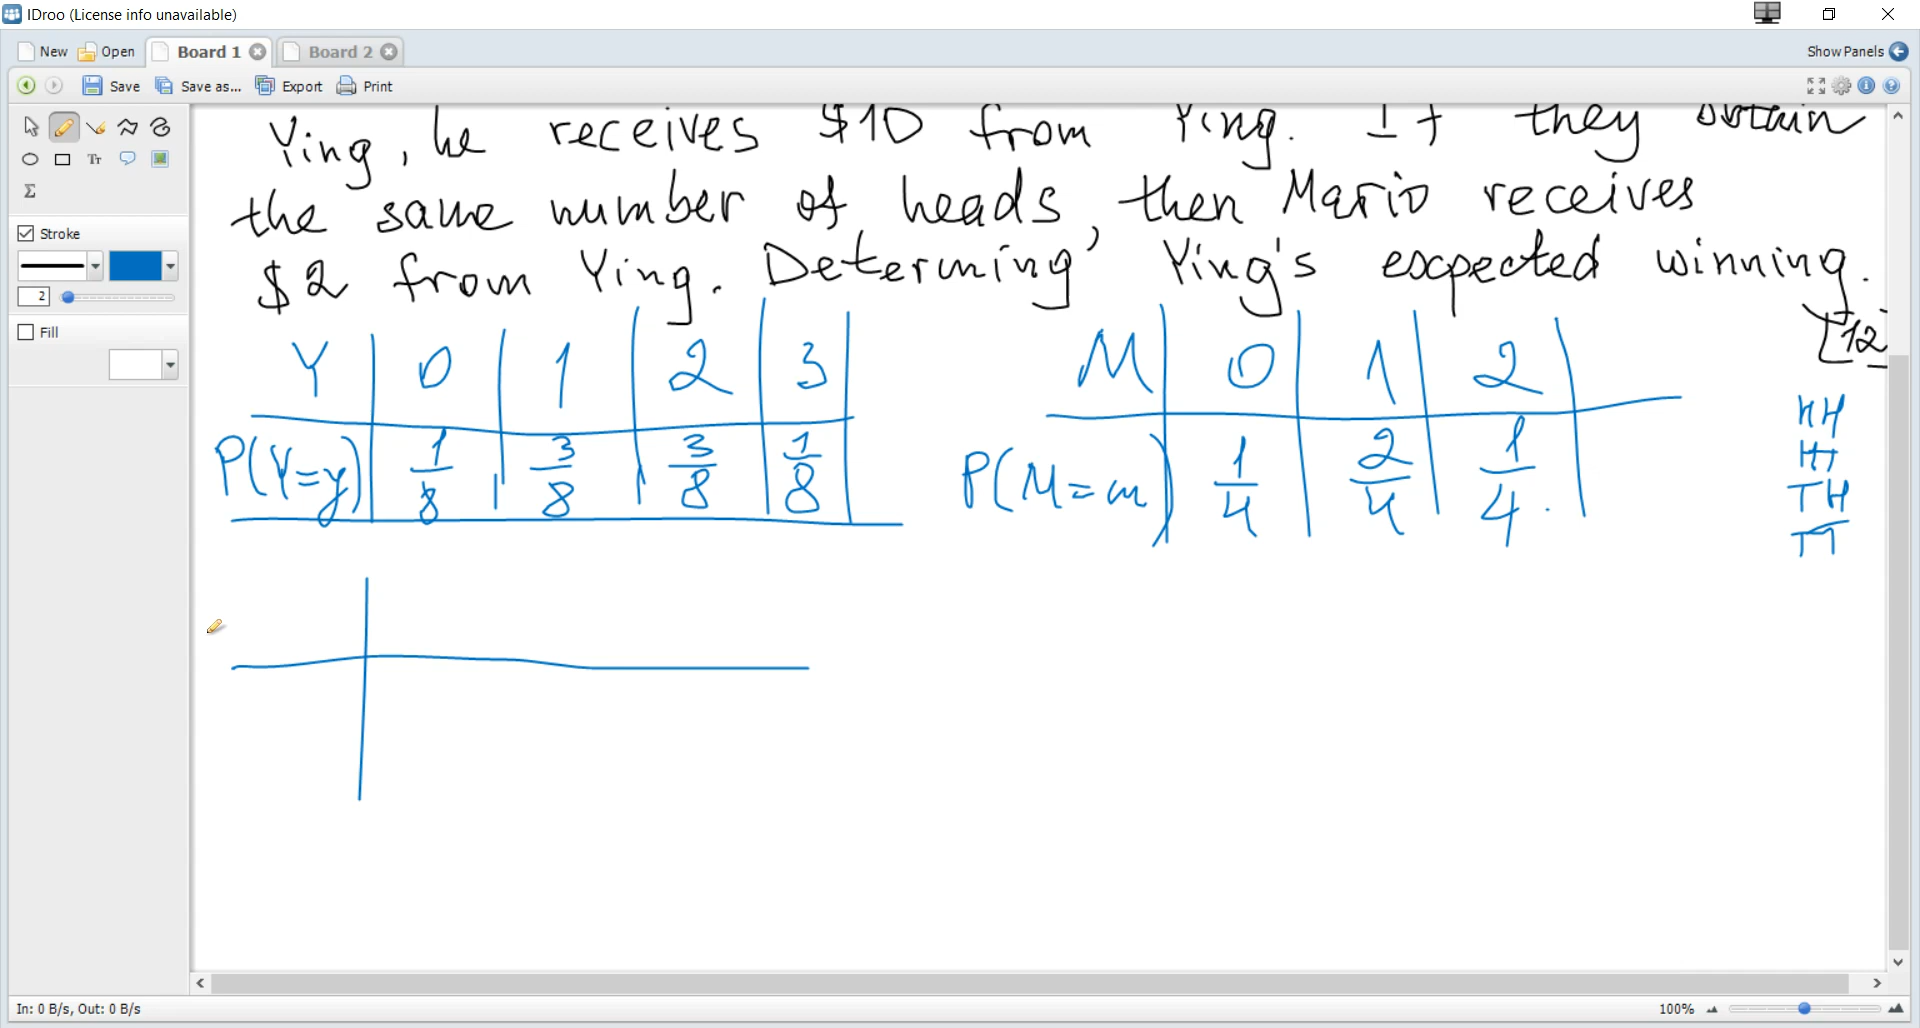 IDroo (License info unavailable)
New Open Board 1 Board 2 Show Panels
Save Save as... Export Print
Ying, he receives $10 from Ying. If they obtain
the same number of heads, then Mario receives
$2 from Ying. Determining Ying's expected winning.
[12
Stroke
2
Fill
Y 0 1 2 3
P(Y=y) 1/8 3/8 3/8 1/8
M 0 1 2
P(M=m) 1/4 2/4 1/4
HH
HT
TH
TT
In: 0 B/s, Out: 0 B/s 100%